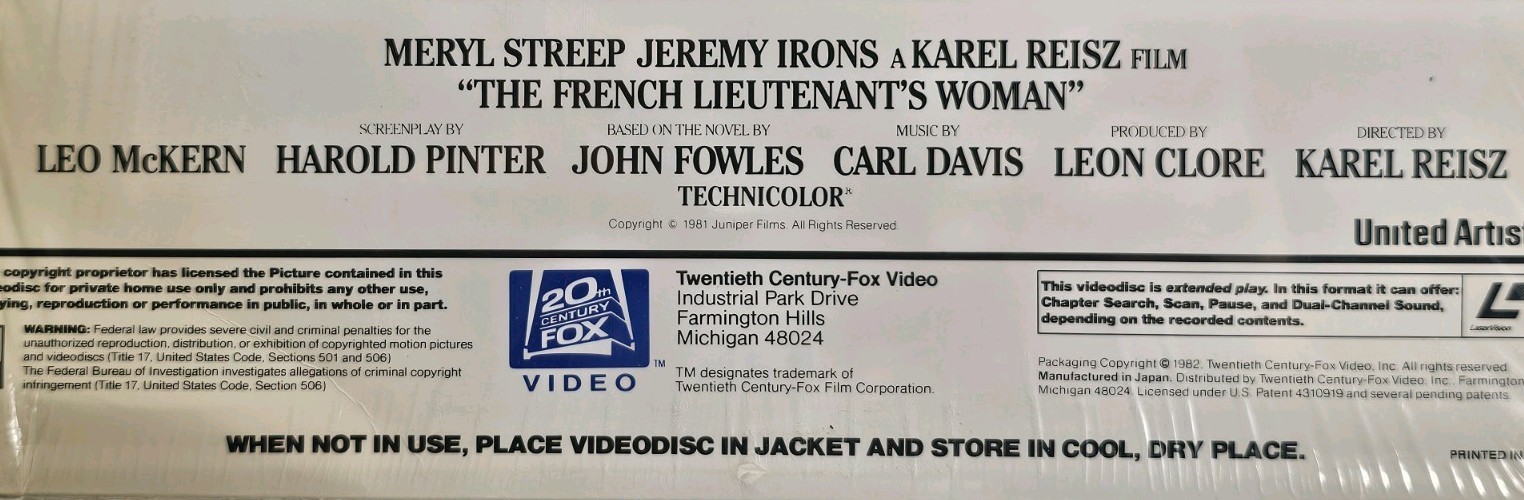 MERYL STREEP JEREMY IRONS A KAREL REISZ FILM
“THE FRENCH LIEUTENANT’S WOMAN”
SCREENPLAY BY BASED ON THE NOVEL BY MUSIC BY PRODUCED BY DIRECTED BY
LEO McKERN HAROLD PINTER JOHN FOWLES CARL DAVIS LEON CLORE KAREL REISZ
TECHNICOLOR®
Copyright © 1981 Juniper Films. All Rights Reserved.
United Artis
copyright proprietor has licensed the Picture contained in this
eodisc for private home use only and prohibits any other use,
ying, reproduction or performance in public, in whole or in part.
WARNING: Federal law provides severe civil and criminal penalties for the
unauthorized reproduction, distribution, or exhibition of copyrighted motion pictures
and videodiscs (Title 17, United States Code, Sections 501 and 506)
The Federal Bureau of Investigation investigates allegations of criminal copyright
infringement (Title 17, United States Code, Section 506)
20th
CENTURY
FOX
VIDEO
TM
Twentieth Century-Fox Video
Industrial Park Drive
Farmington Hills
Michigan 48024
TM designates trademark of
Twentieth Century-Fox Film Corporation.
This videodisc is extended play. In this format it can offer:
Chapter Search, Scan, Pause, and Dual-Channel Sound,
depending on the recorded contents.
LaserVision
Packaging Copyright © 1982, Twentieth Century-Fox Video, Inc. All rights reserved.
Manufactured in Japan. Distributed by Twentieth Century-Fox Video, Inc., Farmington
Michigan 48024. Licensed under U.S. Patent 4310919 and several pending patents.
WHEN NOT IN USE, PLACE VIDEODISC IN JACKET AND STORE IN COOL, DRY PLACE.
PRINTED IN